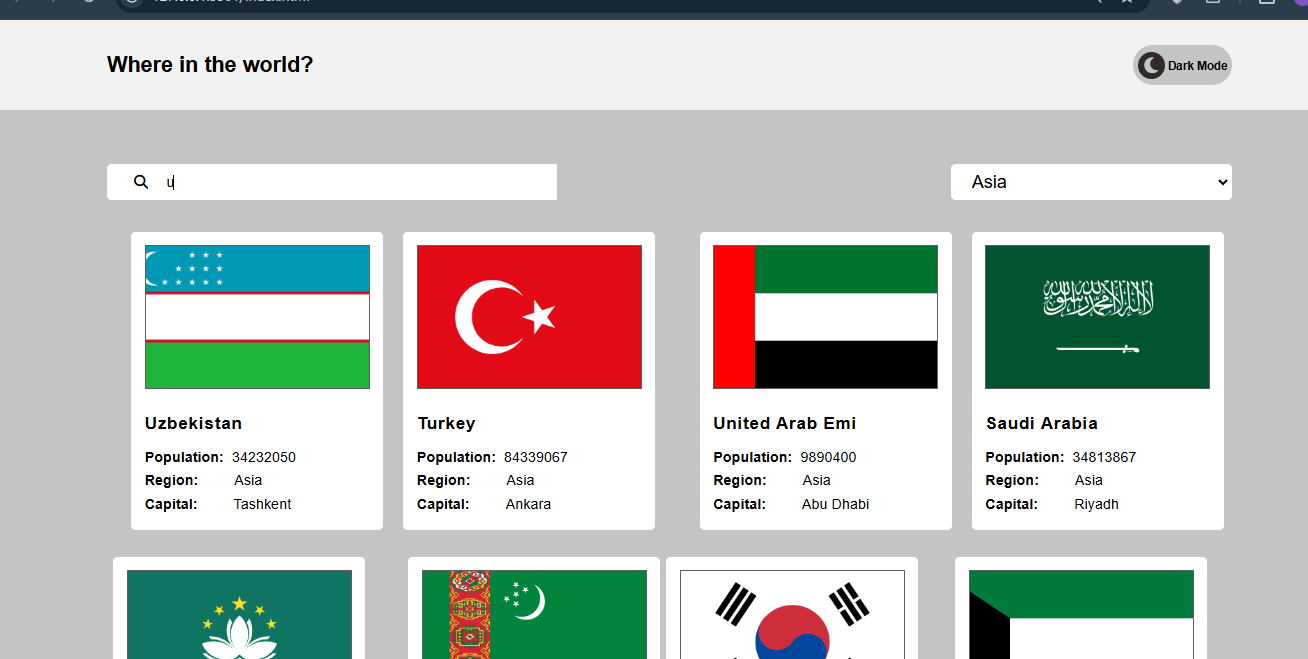 Where in the world?
Dark Mode
u
Asia
Uzbekistan
Population: 34232050
Region: Asia
Capital: Tashkent
Turkey
Population: 84339067
Region: Asia
Capital: Ankara
United Arab Emi
Population: 9890400
Region: Asia
Capital: Abu Dhabi
Saudi Arabia
Population: 34813867
Region: Asia
Capital: Riyadh